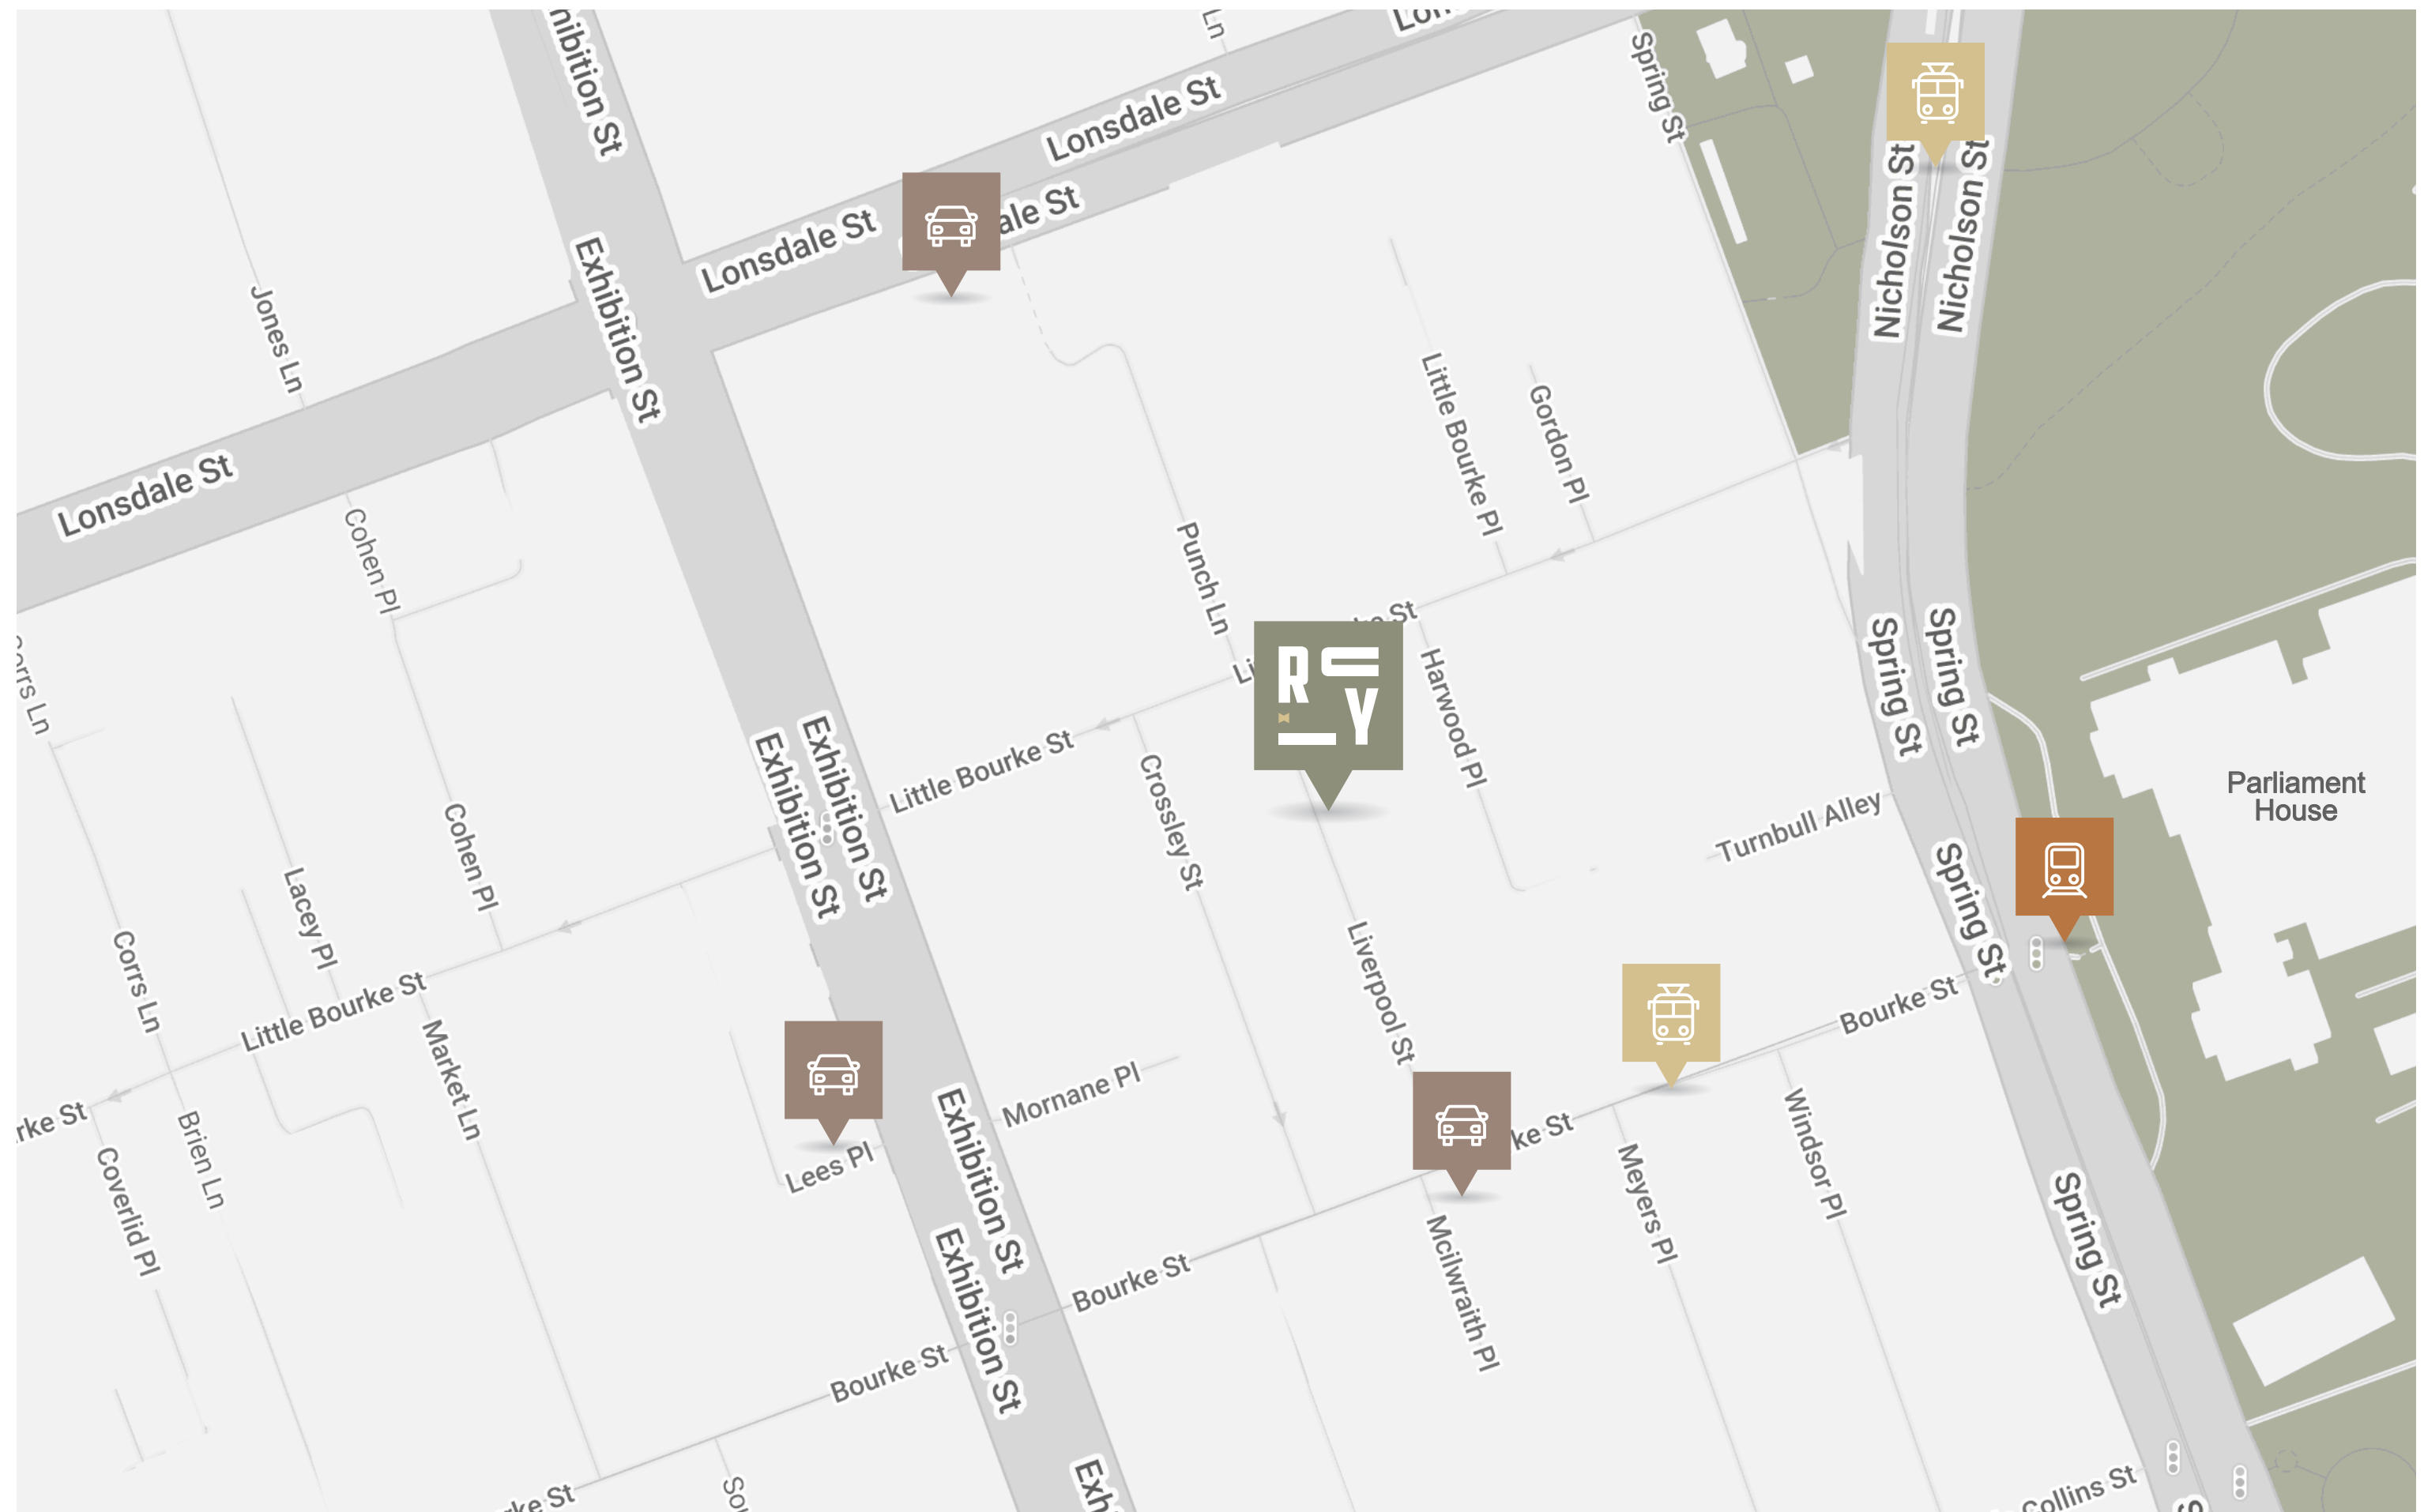 Exhibition St
Ln
Lonsdale St
Spring St
Lonsdale St
Nicholson St
Nicholson St
Exhibition St
Jones Ln
Lonsdale St
Cohen Pl
Little Bourke Pl
Gordon Pl
Punch Ln
Corrs Ln
R
Y
Harwood Pl
Spring St
Spring St
Little Bourke St
Exhibition St
Exhibition St
Crossley St
Cohen Pl
Lacey Pl
Turnbull Alley
Parliament
House
Spring St
Corrs Ln
Little Bourke St
Liverpool St
Bourke St
Market Ln
Mornane Pl
Lees Pl
Exhibition St
Brien Ln
Coverlid Pl
Meyers Pl
Windsor Pl
Spring St
Mcilwraith Pl
Bourke St
Exhibition St
Bourke St
Collins St